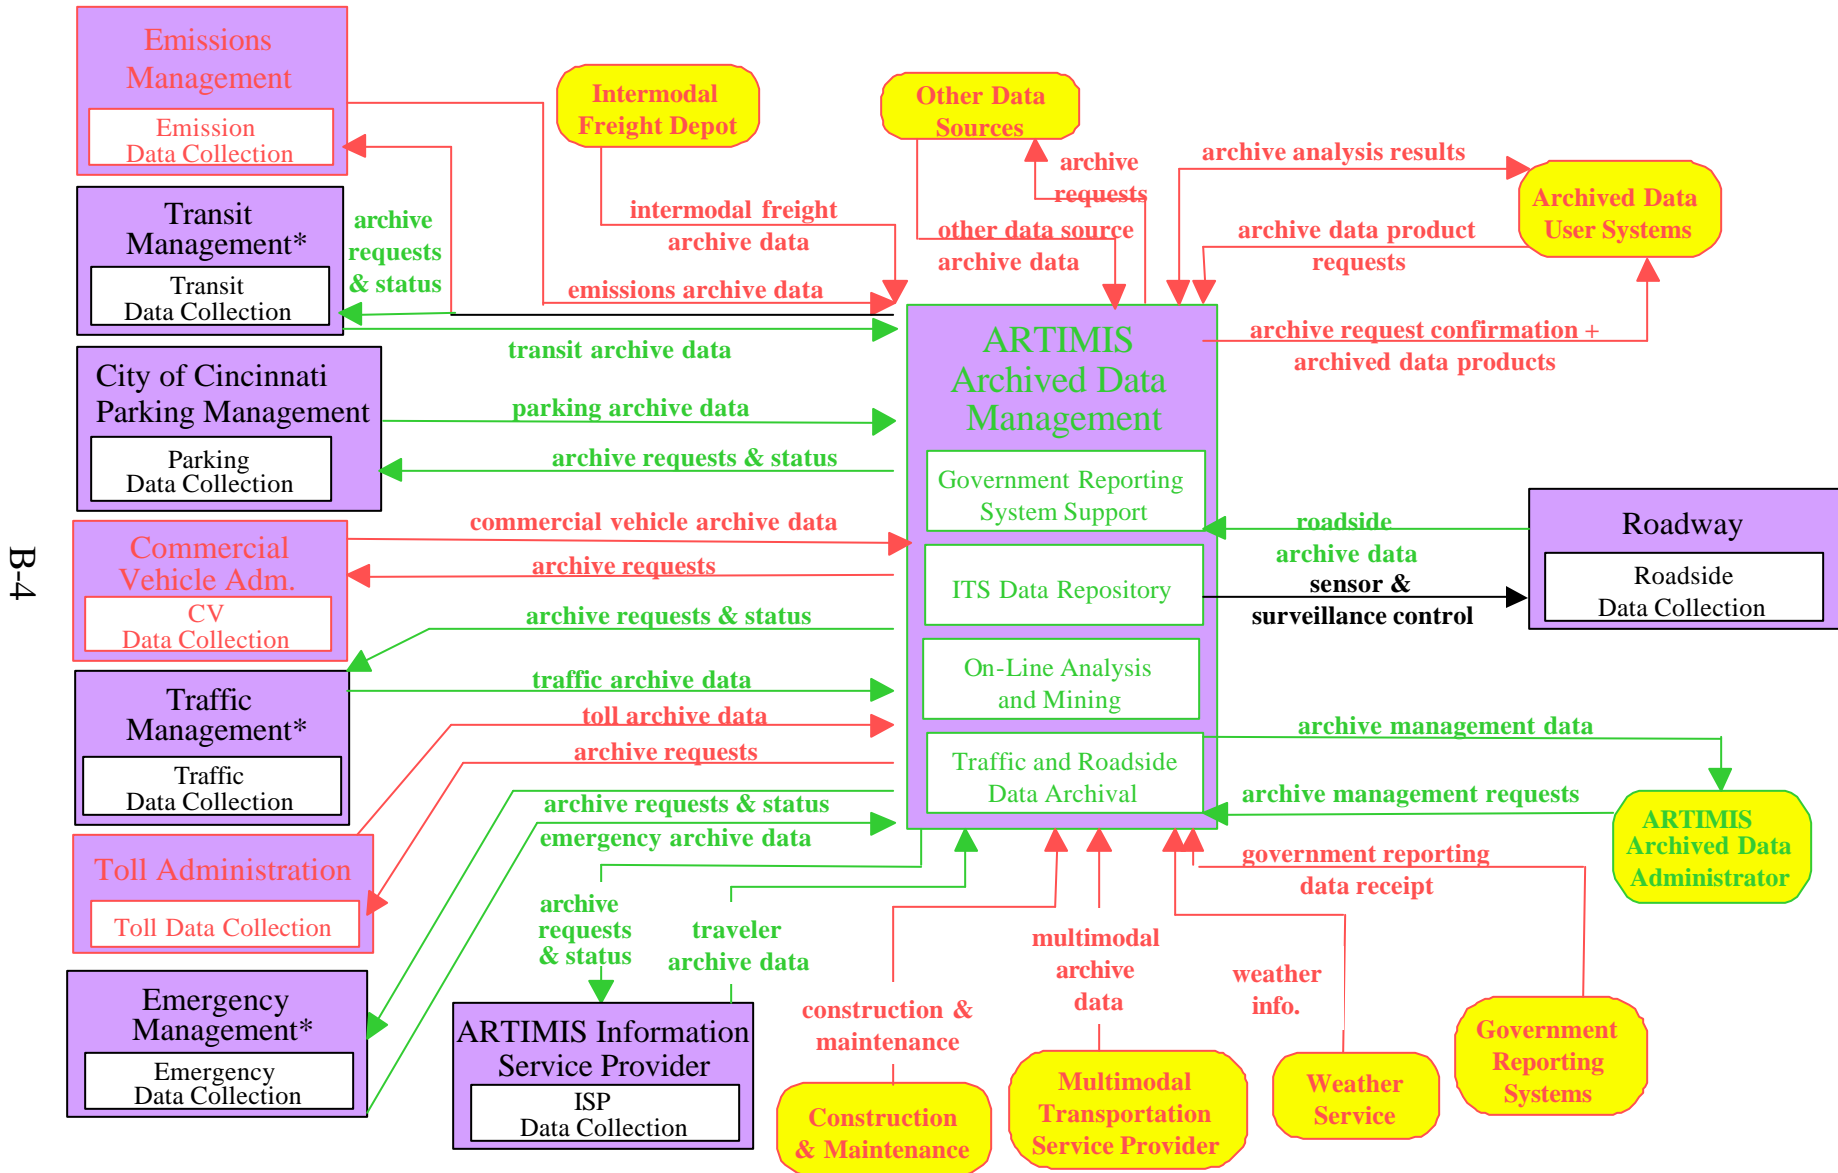 Emissions
Management
Emission
Data Collection
Transit
Management*
Transit
Data Collection
City of Cincinnati
Parking Management
Parking
Data Collection
Commercial
Vehicle Adm.
CV
Data Collection
Traffic
Management*
Traffic
Data Collection
Toll Administration
Toll Data Collection
Emergency
Management*
Emergency
Data Collection
B-4
Intermodal
Freight Depot
Other Data
Sources
archive
requests
archive analysis results
Archived Data
User Systems
archive
requests
& status
intermodal freight
archive data
other data source
archive data
archive data product
requests
emissions archive data
transit archive data
archive request confirmation +
archived data products
parking archive data
archive requests & status
commercial vehicle archive data
archive requests
archive requests & status
traffic archive data
toll archive data
archive requests
archive requests & status
emergency archive data
ARTIMIS
Archived Data
Management
Government Reporting
System Support
ITS Data Repository
On-Line Analysis
and Mining
Traffic and Roadside
Data Archival
roadside
archive data
sensor &
surveillance control
Roadway
Roadside
Data Collection
archive management data
archive management requests
ARTIMIS
Archived Data
Administrator
government reporting
data receipt
archive
requests
& status
traveler
archive data
construction &
maintenance
multimodal
archive
data
weather
info.
ARTIMIS Information
Service Provider
ISP
Data Collection
Construction
& Maintenance
Multimodal
Transportation
Service Provider
Weather
Service
Government
Reporting
Systems